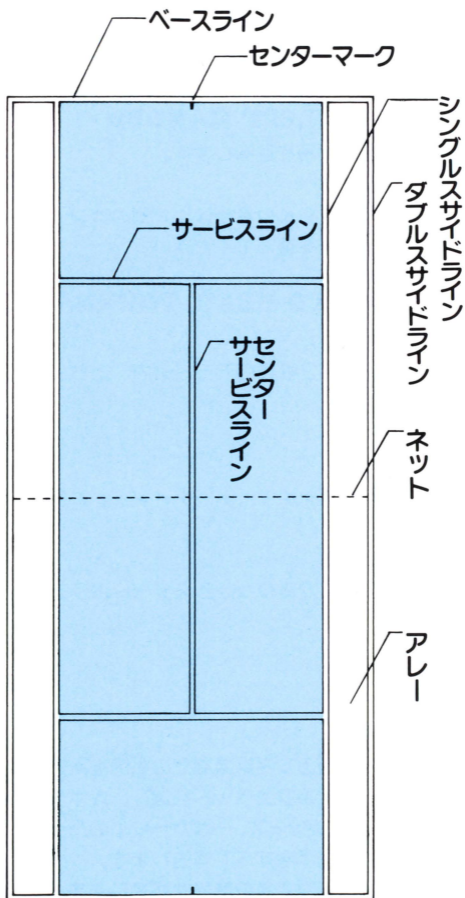 ベースライン
センターマーク
シングルスサイドライン
ダブルスサイドライン
サービスライン
センター
サービスライン
ネット
アレー